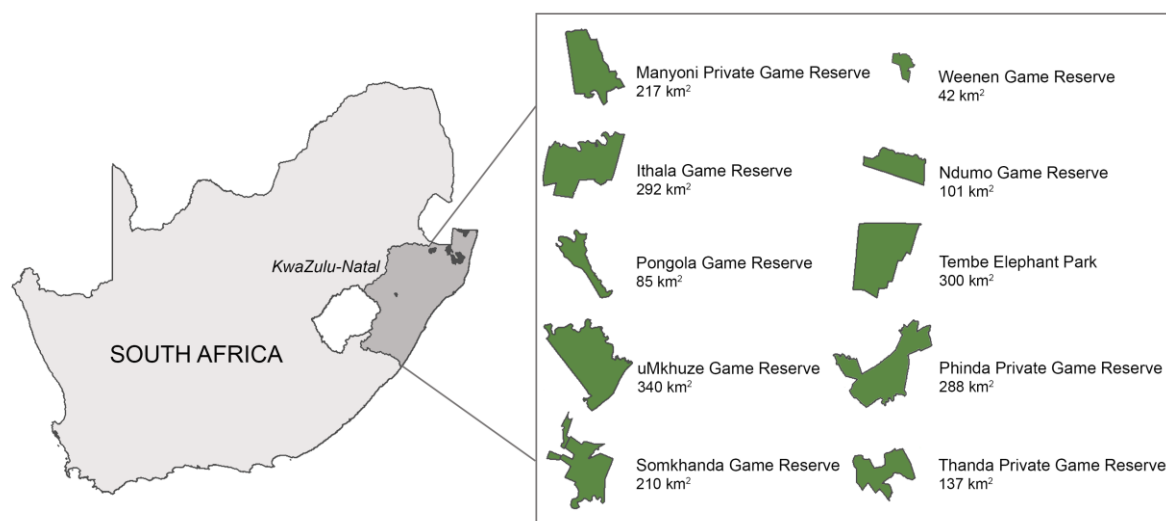 KwaZulu-Natal
SOUTH AFRICA
Manyoni Private Game Reserve
217 km²
Ithala Game Reserve
292 km²
Pongola Game Reserve
85 km²
uMkhuze Game Reserve
340 km²
Somkhanda Game Reserve
210 km²
Weenen Game Reserve
42 km²
Ndumo Game Reserve
101 km²
Tembe Elephant Park
300 km²
Phinda Private Game Reserve
288 km²
Thanda Private Game Reserve
137 km²